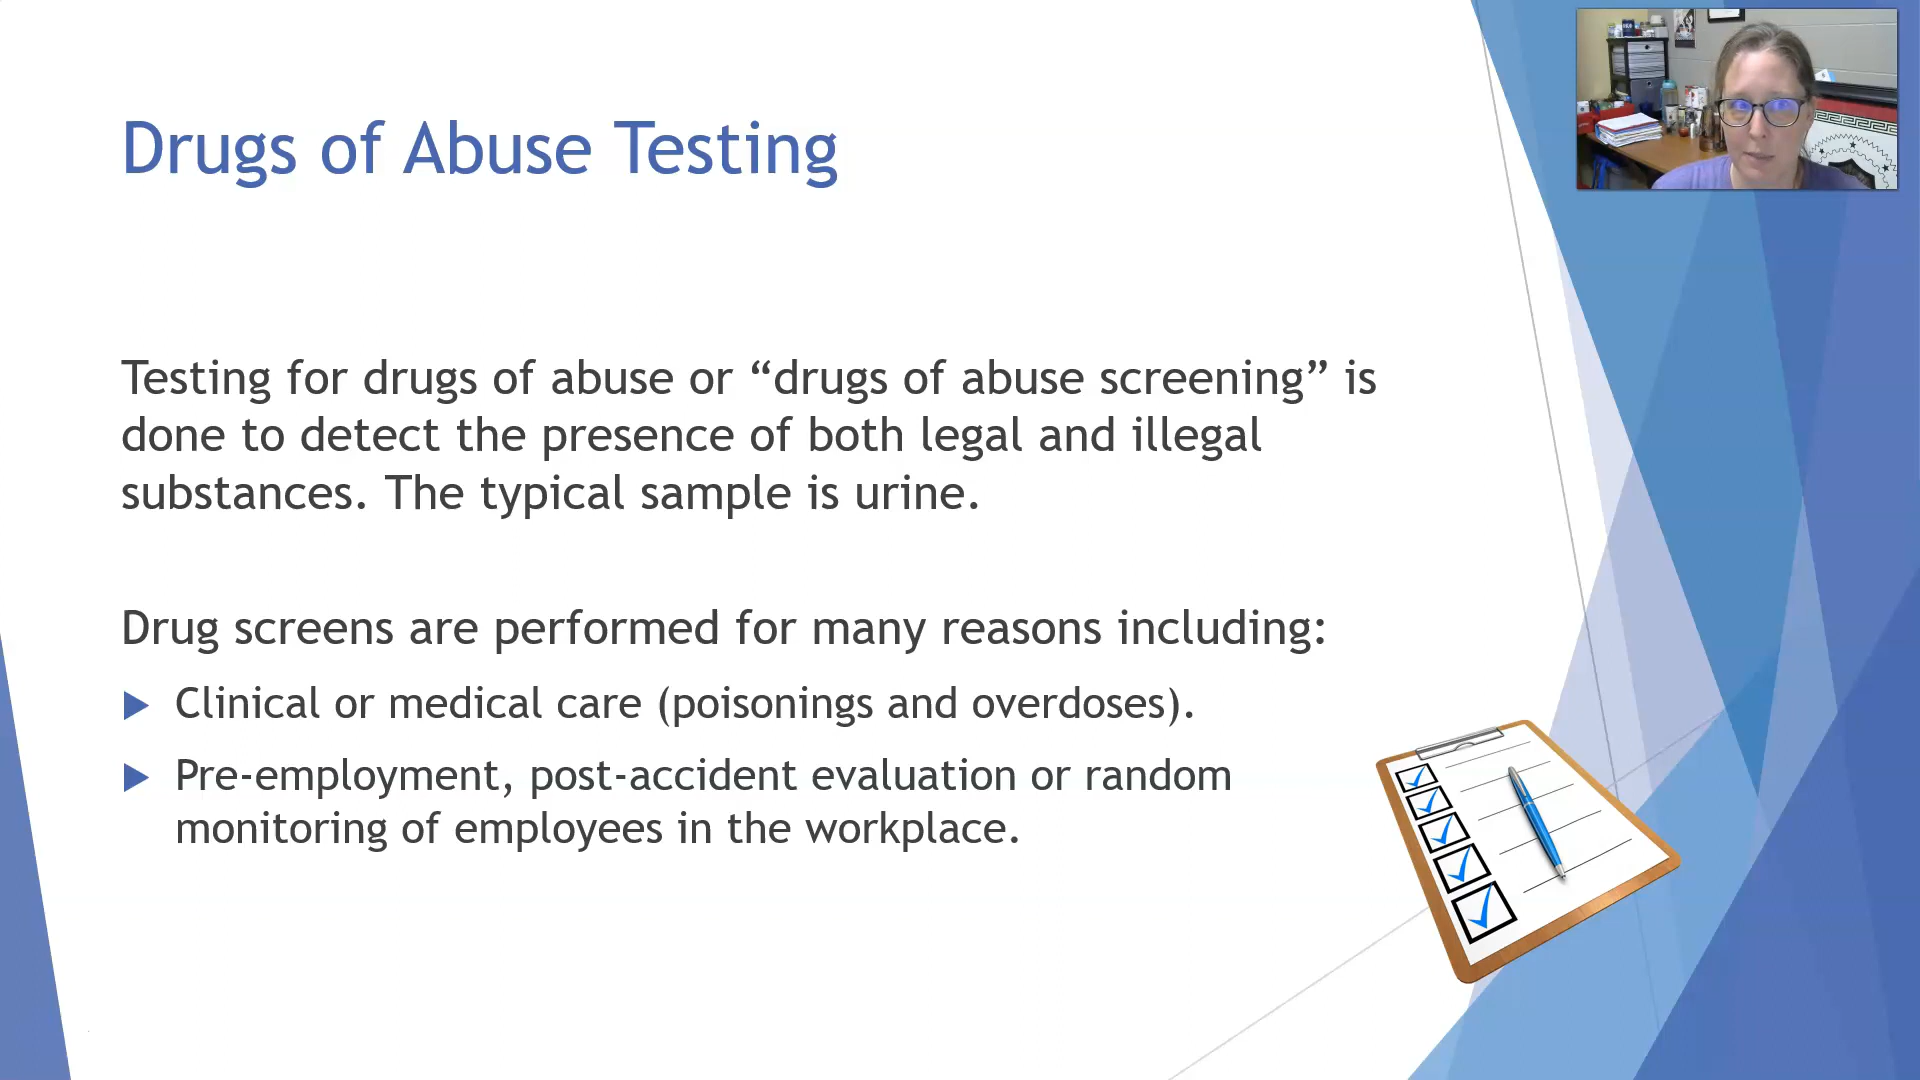 Drugs of Abuse Testing
Testing for drugs of abuse or “drugs of abuse screening” is
done to detect the presence of both legal and illegal
substances. The typical sample is urine.
Drug screens are performed for many reasons including:
Clinical or medical care (poisonings and overdoses).
Pre-employment, post-accident evaluation or random
monitoring of employees in the workplace.